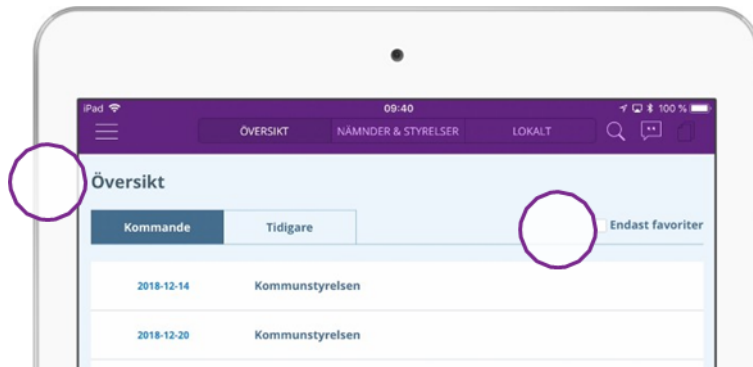 iPad 09:40 100 %
ÖVERSIKT NÄMNDER & STYRELSER LOKALT
Översikt
Kommande Tidigare Endast favoriter
2018-12-14 Kommunstyrelsen
2018-12-20 Kommunstyrelsen